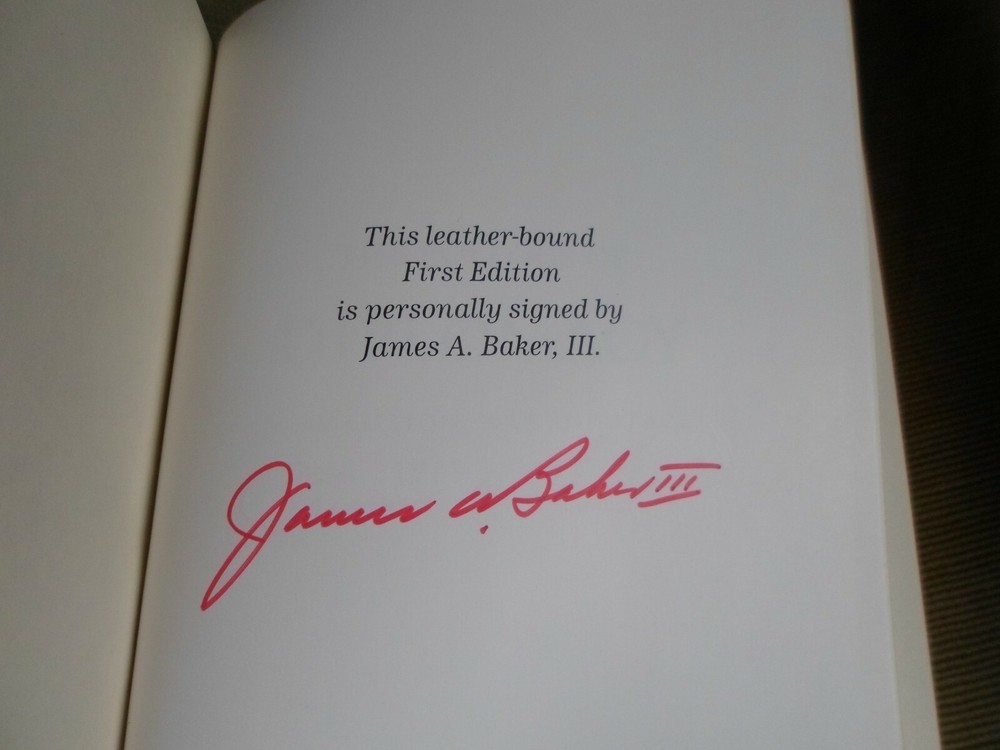 This leather-bound
First Edition
is personally signed by
James A. Baker, III.
James A. Baker III